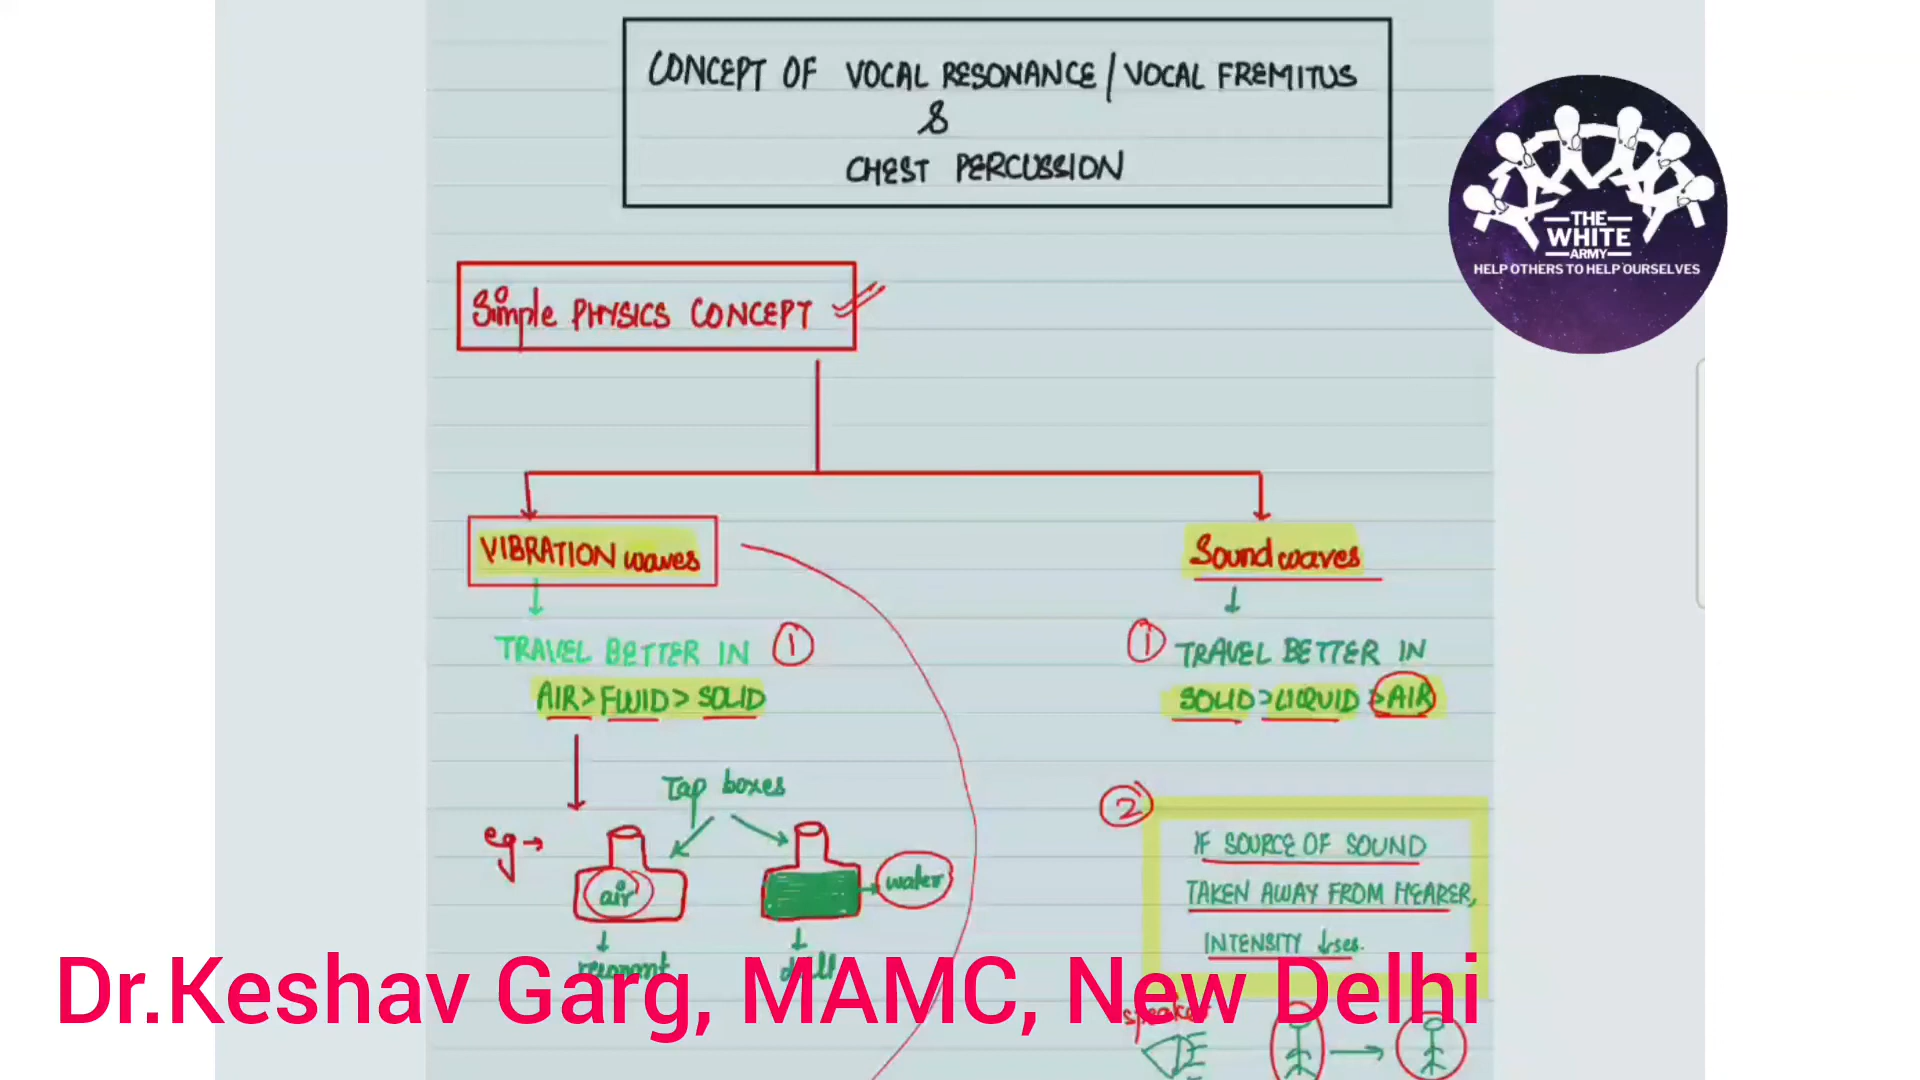 CONCEPT OF VOCAL RESONANCE / VOCAL FREMITUS
&
CHEST PERCUSSION
THE
WHITE
ARMY
HELP OTHERS TO HELP OURSELVES
Simple PHYSICS CONCEPT
VIBRATION waves
Sound waves
TRAVEL BETTER IN ①
AIR > FLUID > SOLID
① TRAVEL BETTER IN
SOLID > LIQUID > AIR
Tap boxes
eg →
air
water
resonant
dull
②
IF SOURCE OF SOUND
TAKEN AWAY FROM HEARER,
INTENSITY ↓ses.
Dr.Keshav Garg, MAMC, New Delhi
speaker